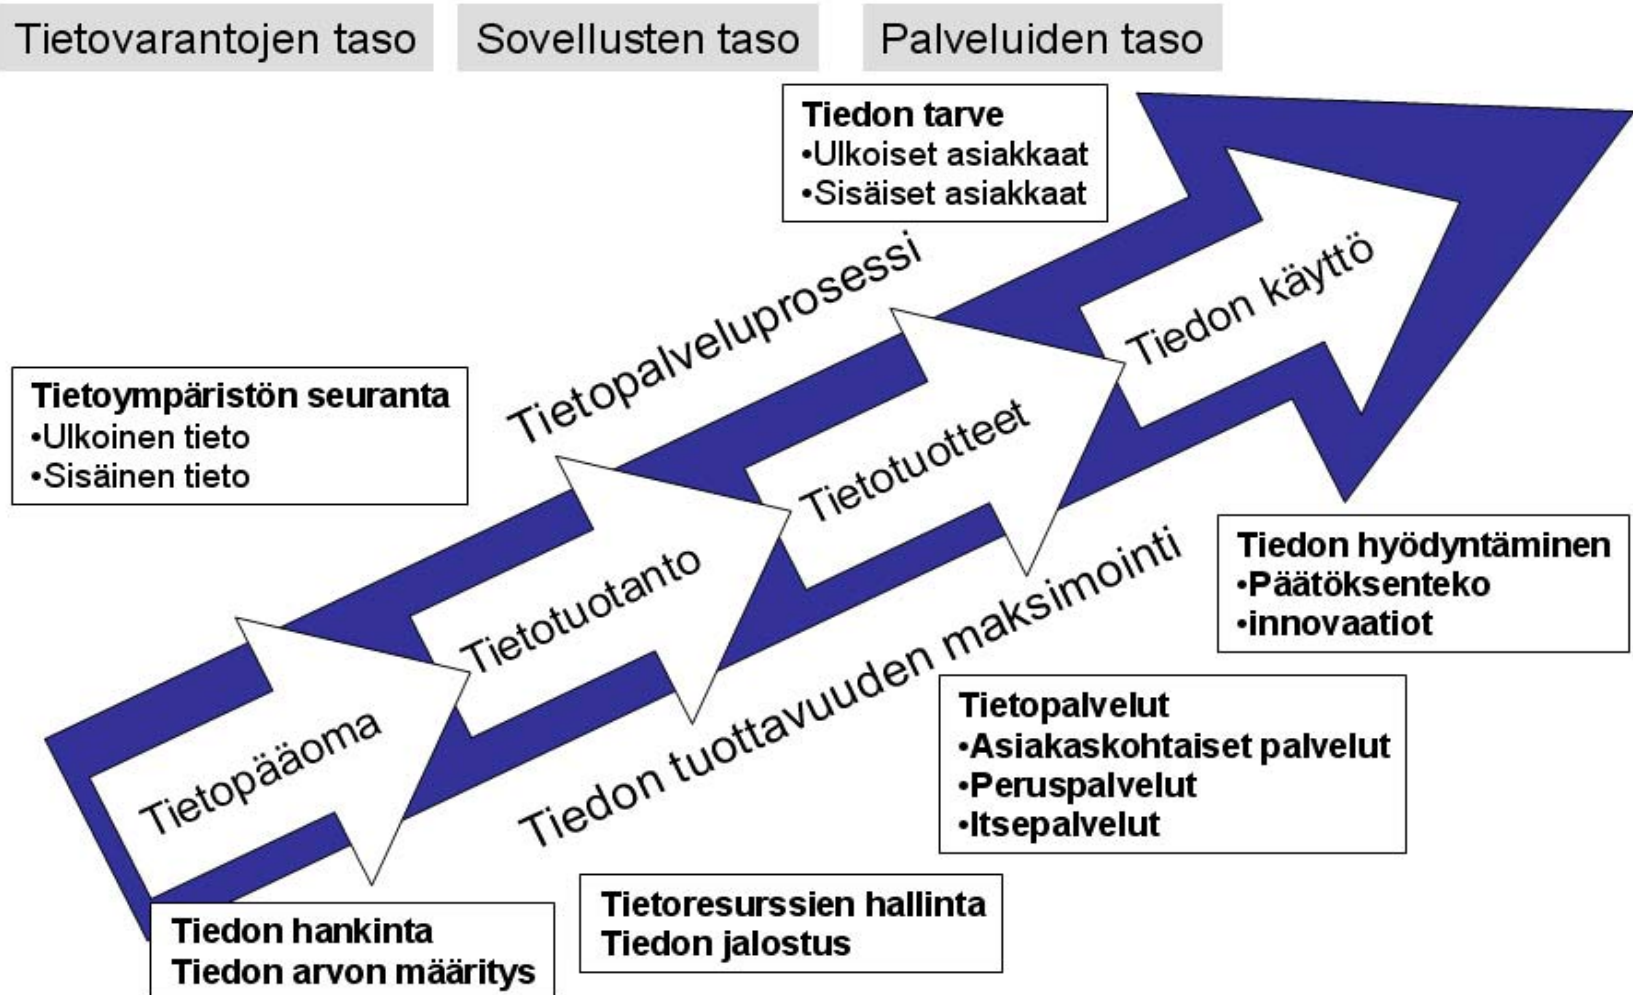 Tietovarantojen taso
Sovellusten taso
Palveluiden taso
Tiedon tarve
•Ulkoiset asiakkaat
•Sisäiset asiakkaat
Tietopalveluprosessi
Tietoympäristön seuranta
•Ulkoinen tieto
•Sisäinen tieto
Tietopääoma
Tietotuotanto
Tietotuotteet
Tiedon käyttö
Tiedon tuottavuuden maksimointi
Tiedon hyödyntäminen
•Päätöksenteko
•innovaatiot
Tietopalvelut
•Asiakaskohtaiset palvelut
•Peruspalvelut
•Itsepalvelut
Tietoresurssien hallinta
Tiedon jalostus
Tiedon hankinta
Tiedon arvon määritys